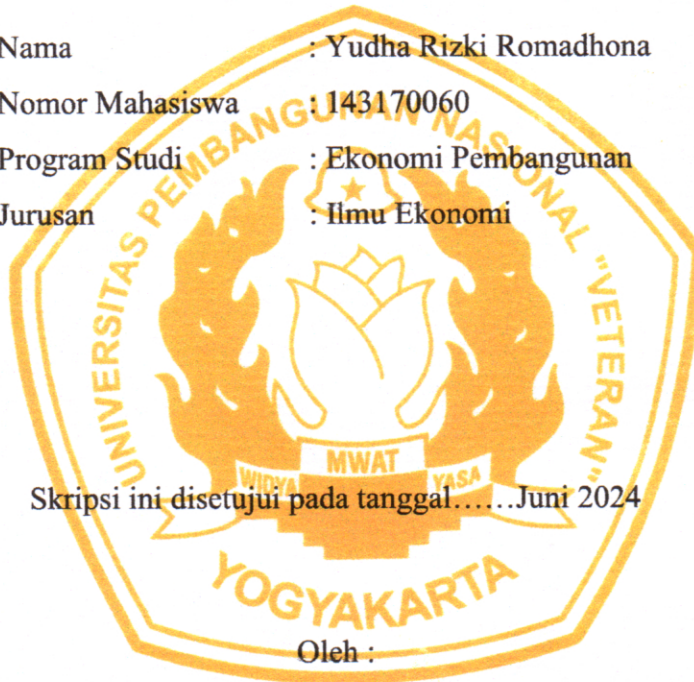 Nama : Yudha Rizki Romadhona
Nomor Mahasiswa : 143170060
Program Studi : Ekonomi Pembangunan
Jurusan : Ilmu Ekonomi
UNIVERSITAS PEMBANGUNAN NASIONAL "VETERAN"
WIDYA MWAT YASA
Skripsi ini disetujui pada tanggal......Juni 2024
YOGYAKARTA
Oleh :